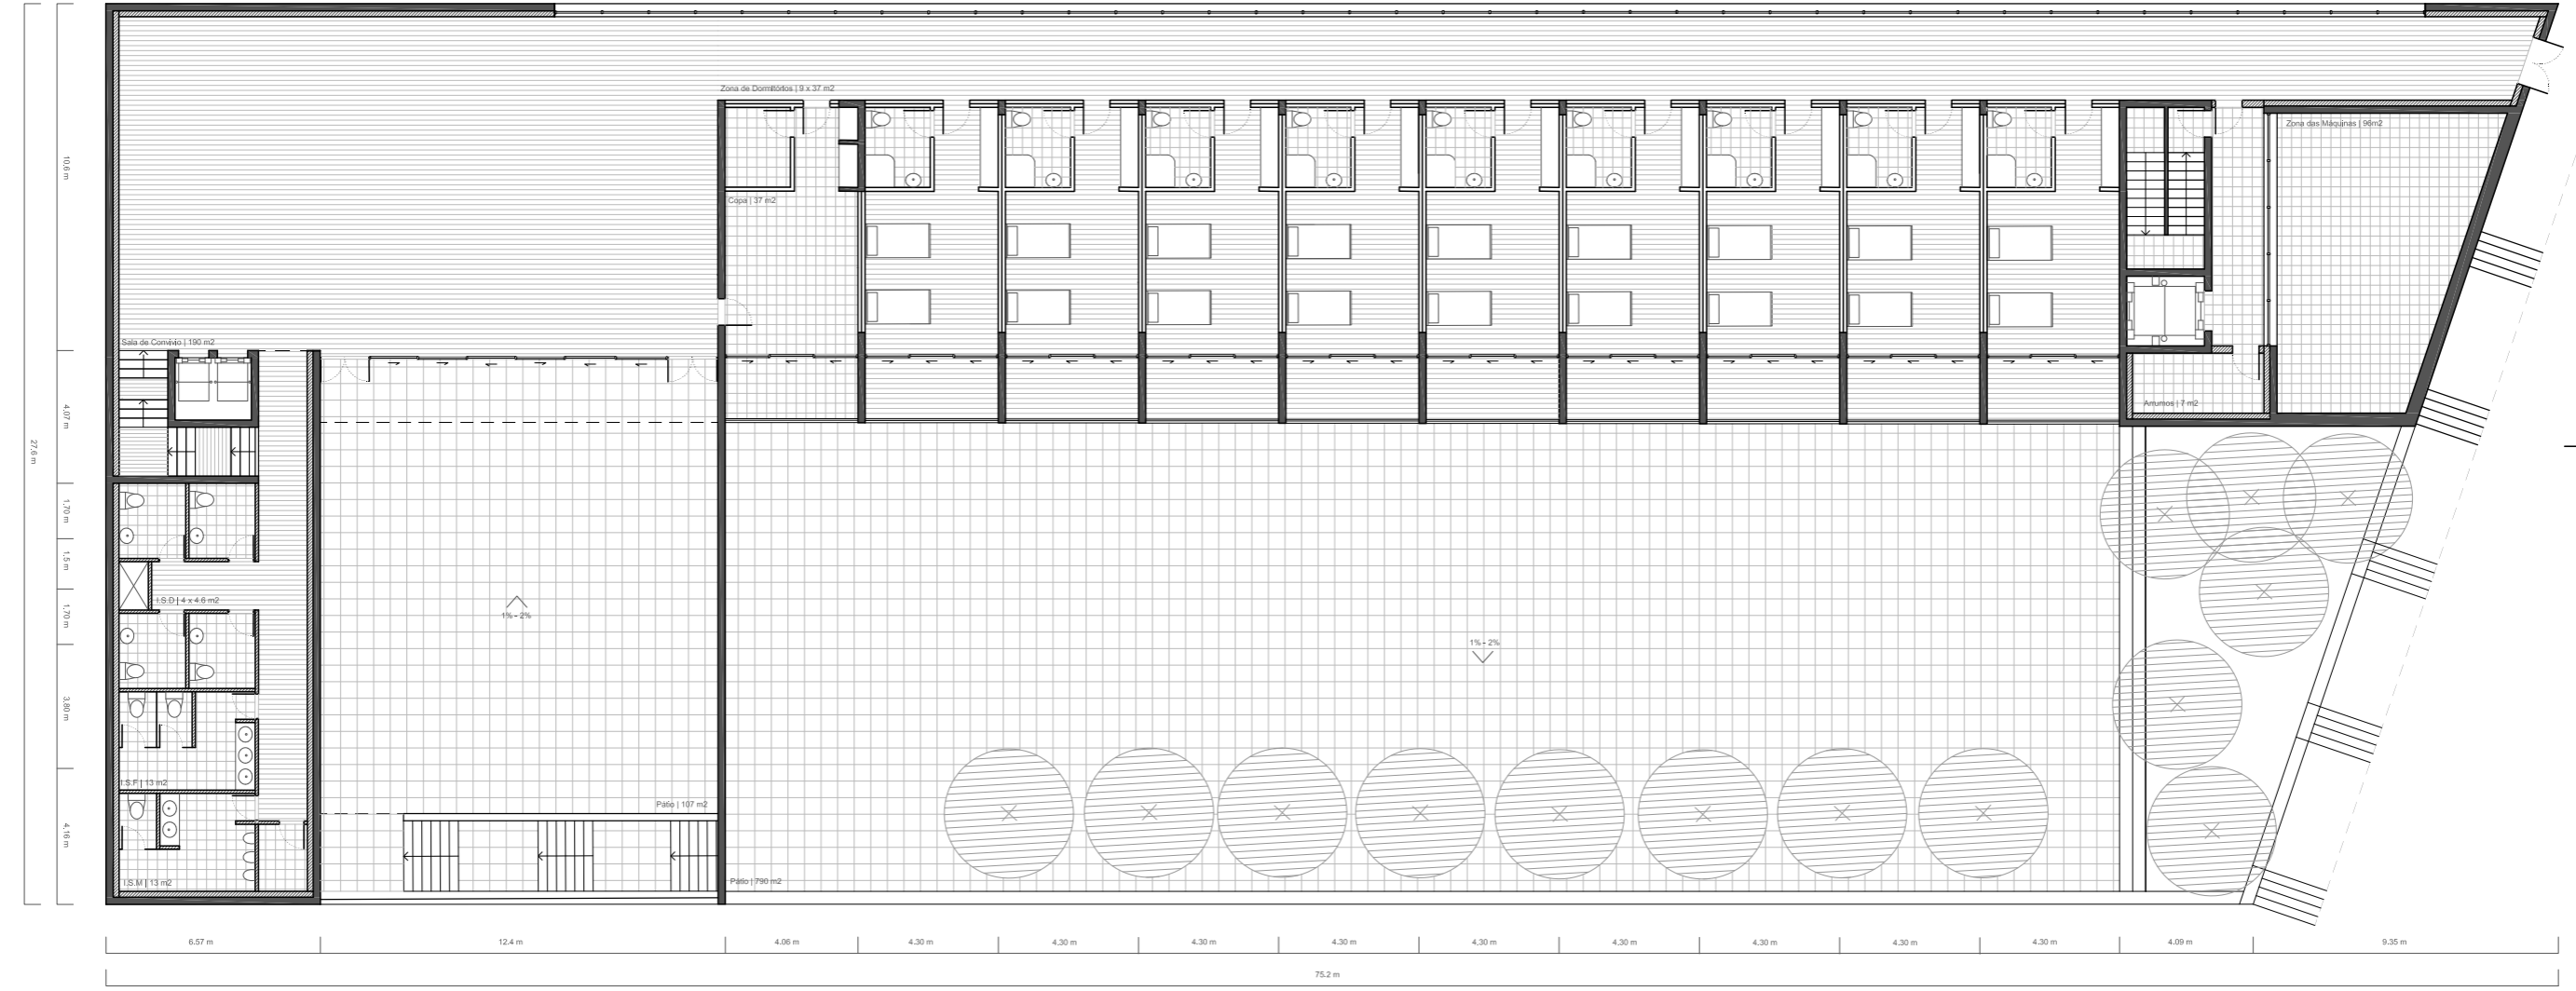 Zona de Dormitórios | 9 x 37 m2
Zona das Máquinas | 96m2
10,6 m
Copa | 37 m2
Sala de Convívio | 190 m2
4,07 m
Arrumos | 7 m2
27,6 m
1,70 m
1,5 m
I.S.D | 4 x 4.6 m2
1,70 m
1% - 2%
1% - 2%
3,80 m
I.S.F | 13 m2
Pátio | 107 m2
4,16 m
I.S.M | 13 m2
Pátio | 790 m2
6.57 m
12.4 m
4.06 m
4.30 m
4.30 m
4.30 m
4.30 m
4.30 m
4.30 m
4.30 m
4.30 m
4.30 m
4.09 m
9.35 m
75.2 m